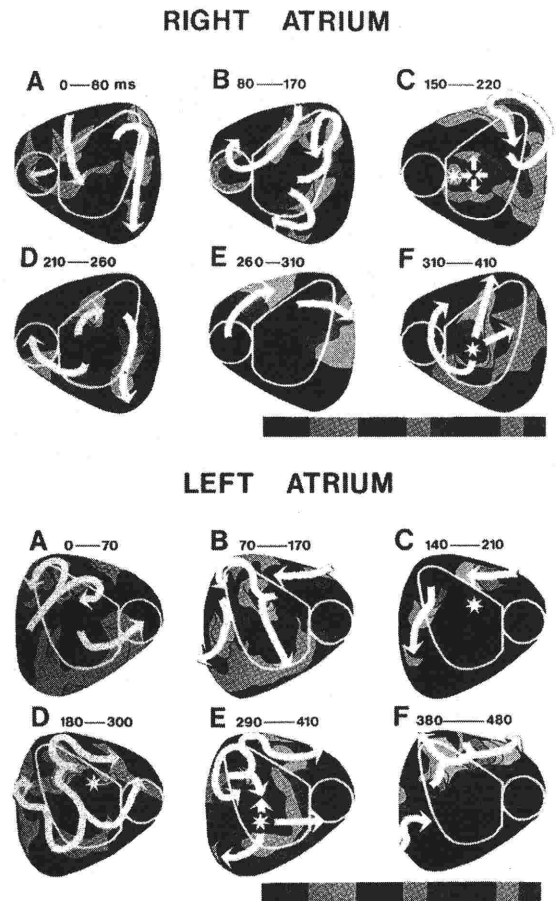 RIGHT ATRIUM
A 0—80 ms
B 80—170
C 150—220
D 210—260
E 260—310
F 310—410
LEFT ATRIUM
A 0—70
B 70—170
C 140—210
D 180—300
E 290—410
F 380—480